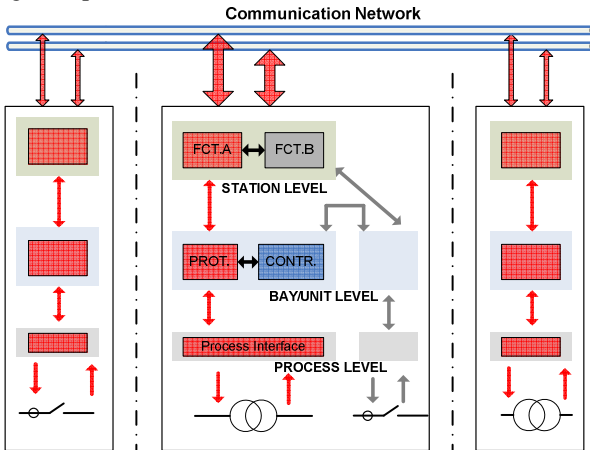 Communication Network
FCT.A
FCT.B
STATION LEVEL
PROT.
CONTR.
BAY/UNIT LEVEL
Process Interface
PROCESS LEVEL